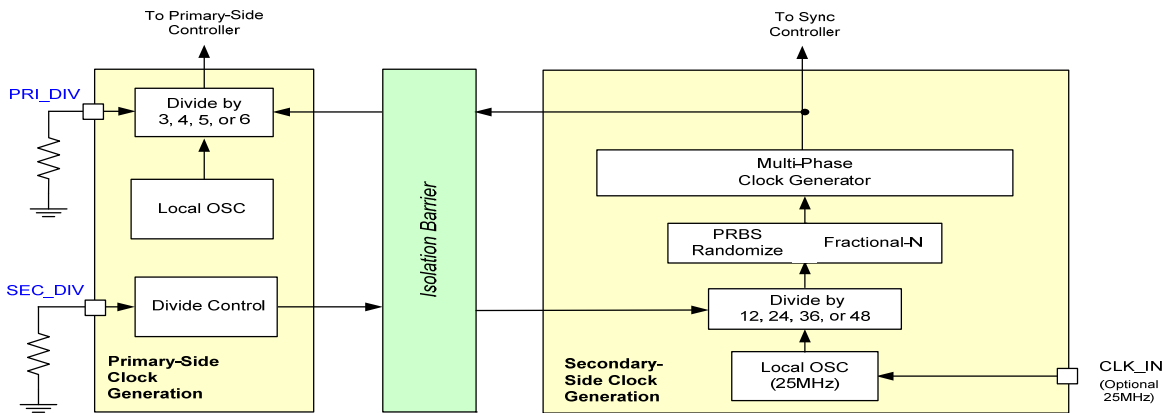 To Primary-Side
Controller
To Sync
Controller
PRI_DIV
Divide by
3, 4, 5, or 6
Local OSC
SEC_DIV
Divide Control
Primary-Side
Clock
Generation
Isolation Barrier
Multi-Phase
Clock Generator
PRBS
Randomize
Fractional-N
Divide by
12, 24, 36, or 48
Local OSC
(25MHz)
Secondary-
Side Clock
Generation
CLK_IN
(Optional
25MHz)